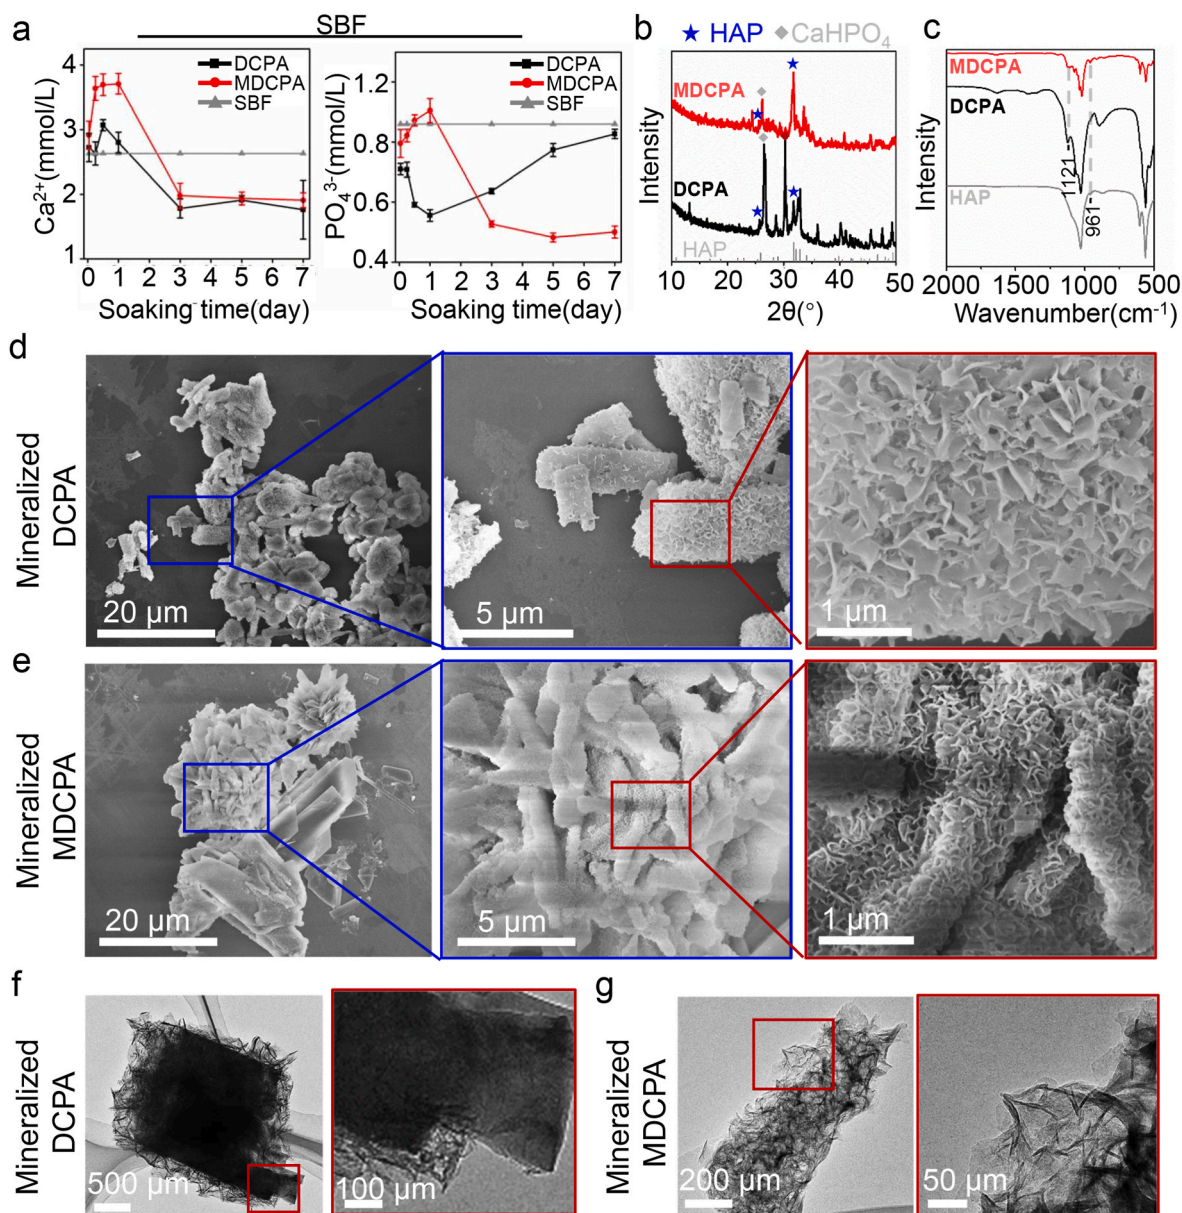 a
SBF
DCPA
MDCPA
SBF
Ca²⁺(mmol/L)
4
3
2
1
0 1 2 3 4 5 6 7
Soaking time(day)
DCPA
MDCPA
SBF
PO₄³⁻(mmol/L)
1.2
0.8
0.6
0.4
0 1 2 3 4 5 6 7
Soaking time(day)
b
★ HAP ◆ CaHPO₄
MDCPA
DCPA
HAP
Intensity
10 20 30 40 50
2θ(°)
c
MDCPA
DCPA
HAP
1121
961
Intensity
2000 1500 1000 500
Wavenumber(cm⁻¹)
d
Mineralized
DCPA
20 μm
5 μm
1 μm
e
Mineralized
MDCPA
20 μm
5 μm
1 μm
f
Mineralized
DCPA
500 μm
100 μm
g
Mineralized
MDCPA
200 μm
50 μm